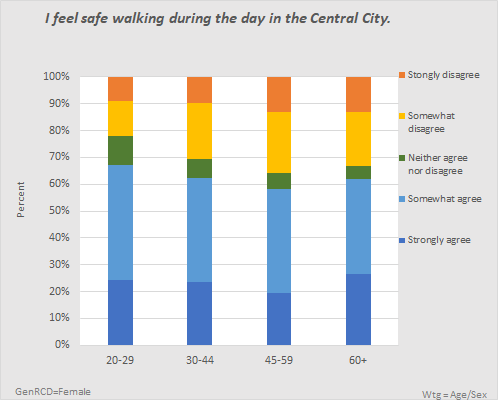 I feel safe walking during the day in the Central City.
100%
90%
80%
70%
60%
50%
40%
30%
20%
10%
0%
Percent
20-29
30-44
45-59
60+
Stongly disagree
Somewhat
disagree
Neither agree
nor disagree
Somewhat agree
Strongly agree
GenRCD=Female
Wtg = Age/Sex